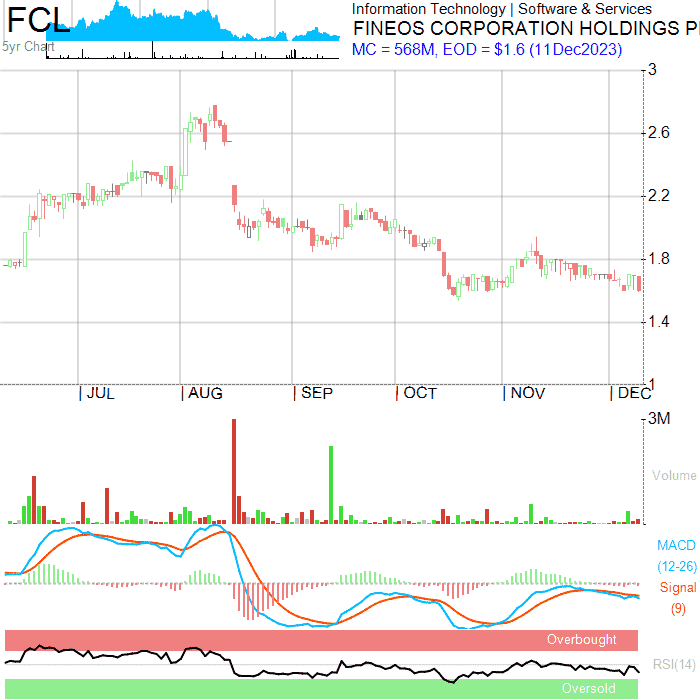 FCL
5yr Chart
Information Technology | Software & Services
FINEOS CORPORATION HOLDINGS P
MC = 568M, EOD = $1.6 (11Dec2023)
3
2.6
2.2
1.8
1.4
1
| JUL | AUG | SEP | OCT | NOV | DEC
3M
Volume
MACD
(12-26)
Signal
(9)
Overbought
RSI(14)
Oversold